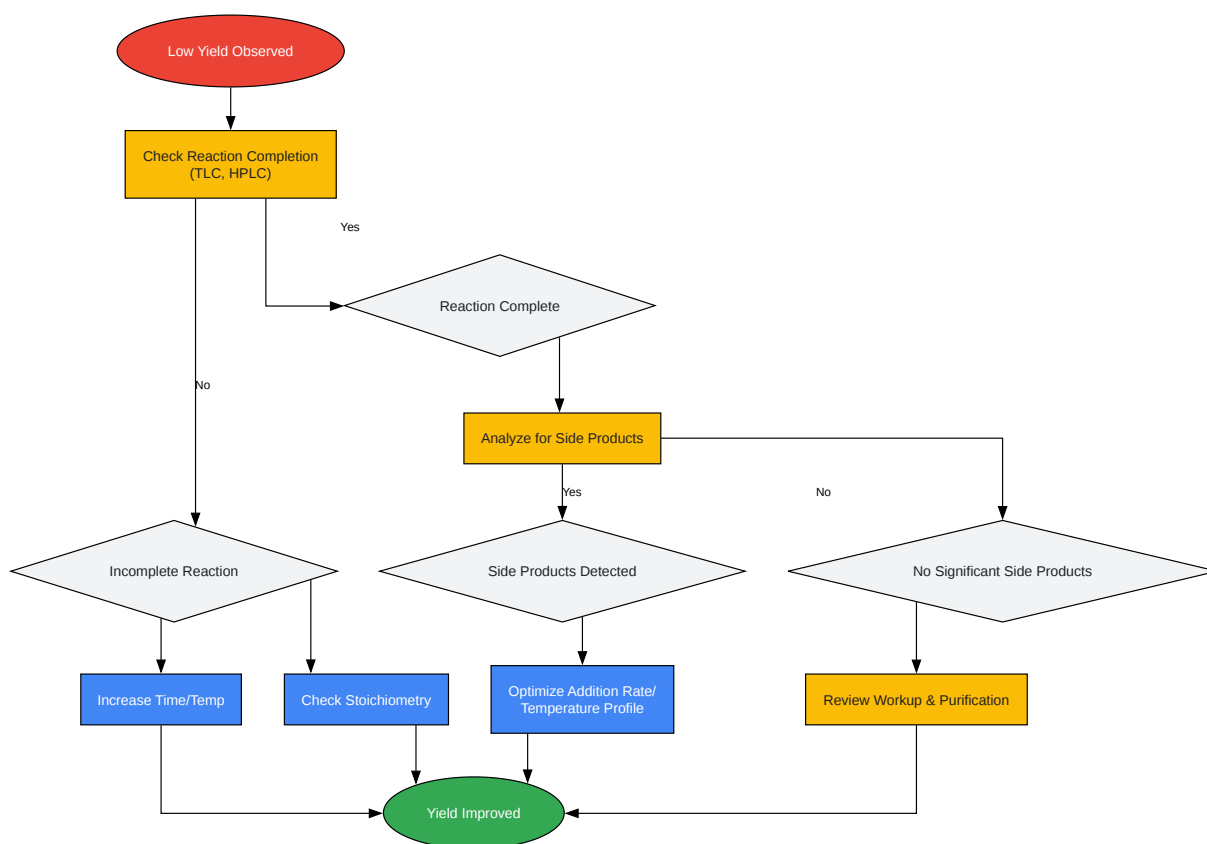 Low Yield Observed
Check Reaction Completion
(TLC, HPLC)
Yes
Reaction Complete
No
Analyze for Side Products
Yes
No
Incomplete Reaction
Side Products Detected
No Significant Side Products
Increase Time/Temp
Check Stoichiometry
Optimize Addition Rate/
Temperature Profile
Review Workup & Purification
Yield Improved